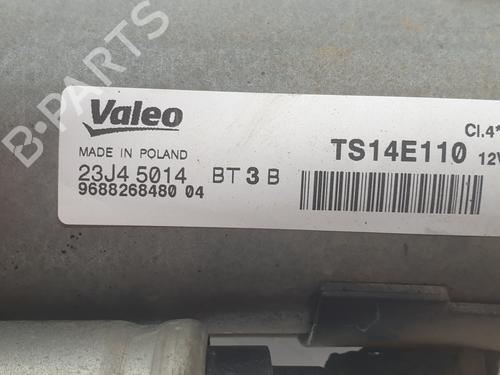 B-PARTS
Valeo
MADE IN POLAND
23J4 5014 BT 3 B
9688268480 04
Cl.4*
TS14E110 12V